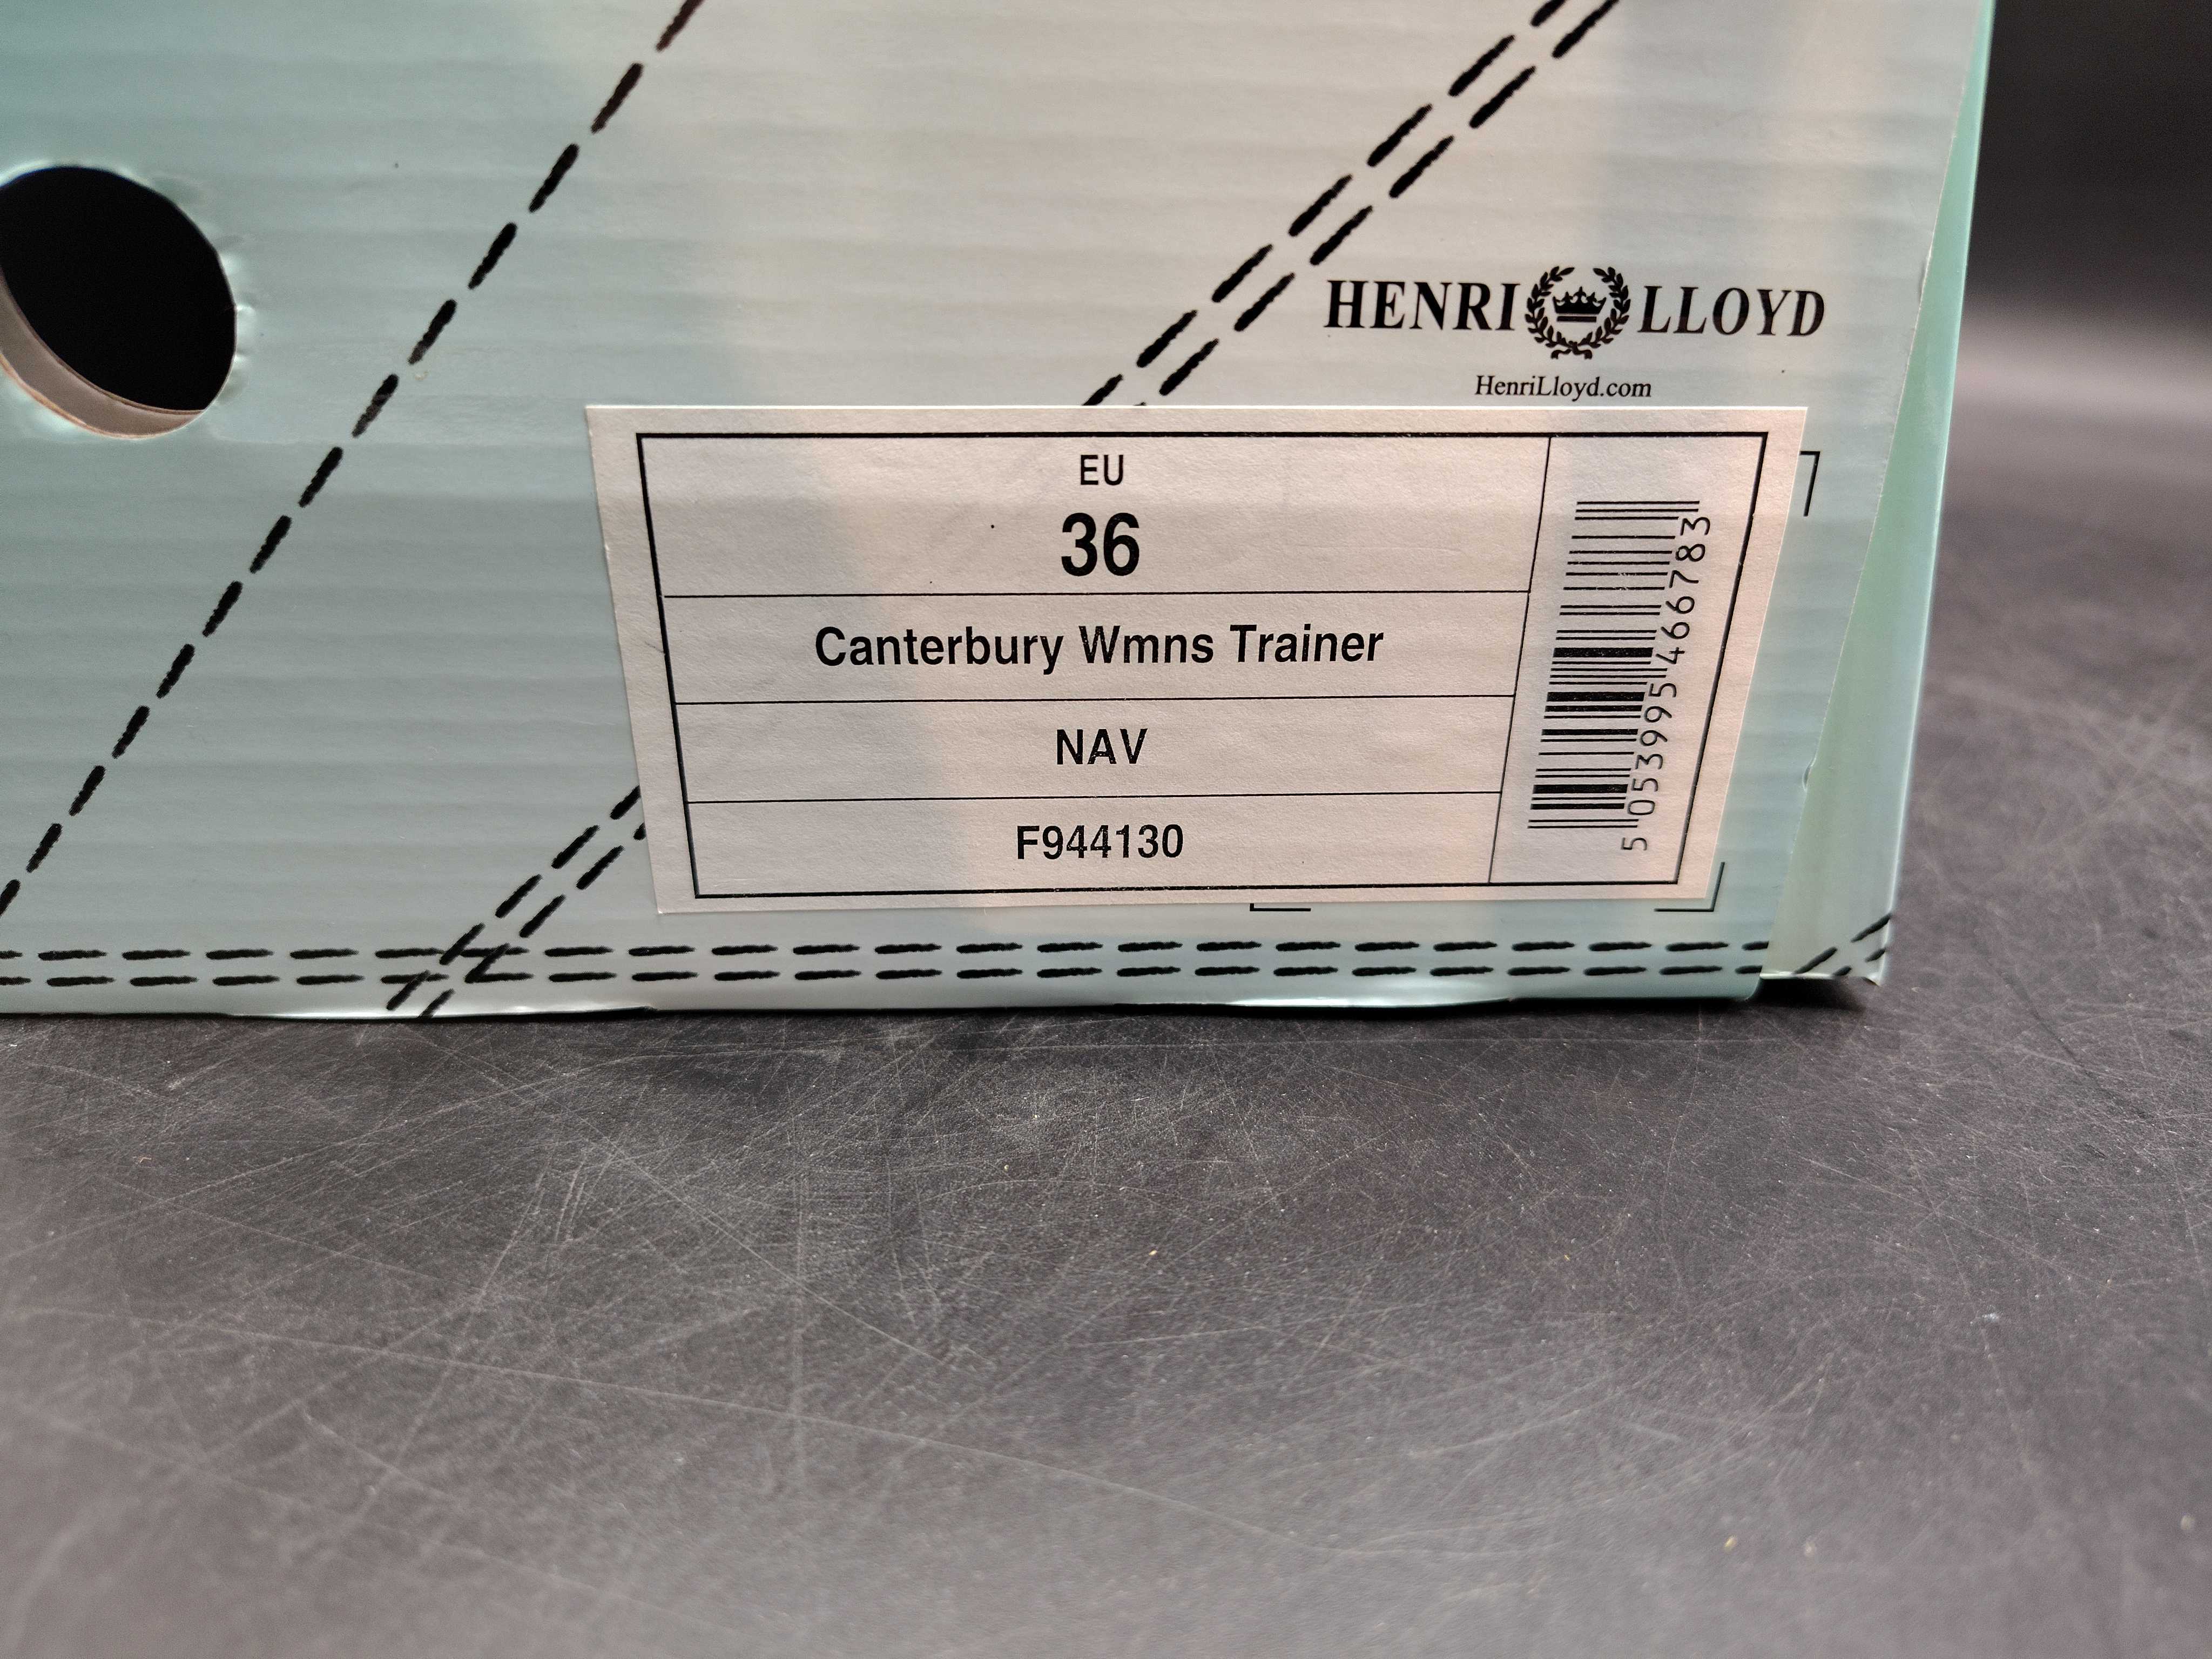 HENRI LLOYD
HenriLloyd.com
EU
36
Canterbury Wmns Trainer
NAV
F944130
5 053995 466783